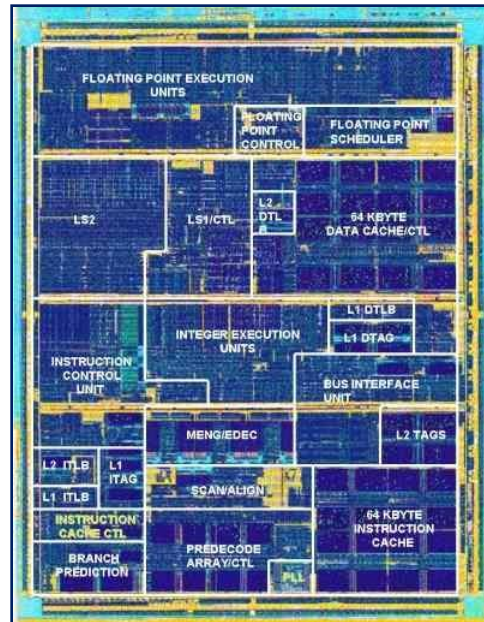 FLOATING POINT EXECUTION
UNITS
FLOATING
POINT
CONTROL
FLOATING POINT
SCHEDULER
LS2
LS1/CTL
L2
DTL
B
64 KBYTE
DATA CACHE/CTL
INSTRUCTION
CONTROL
UNIT
INTEGER EXECUTION
UNITS
L1 DTLB
L1 DTAG
BUS INTERFACE
UNIT
MENG/EDEC
L2 TAGS
L2 ITLB
L1
ITAG
L1 ITLB
INSTRUCTION
CACHE CTL
BRANCH
PREDICTION
SCAN/ALIGN
PREDECODE
ARRAY/CTL
PLL
64 KBYTE
INSTRUCTION
CACHE